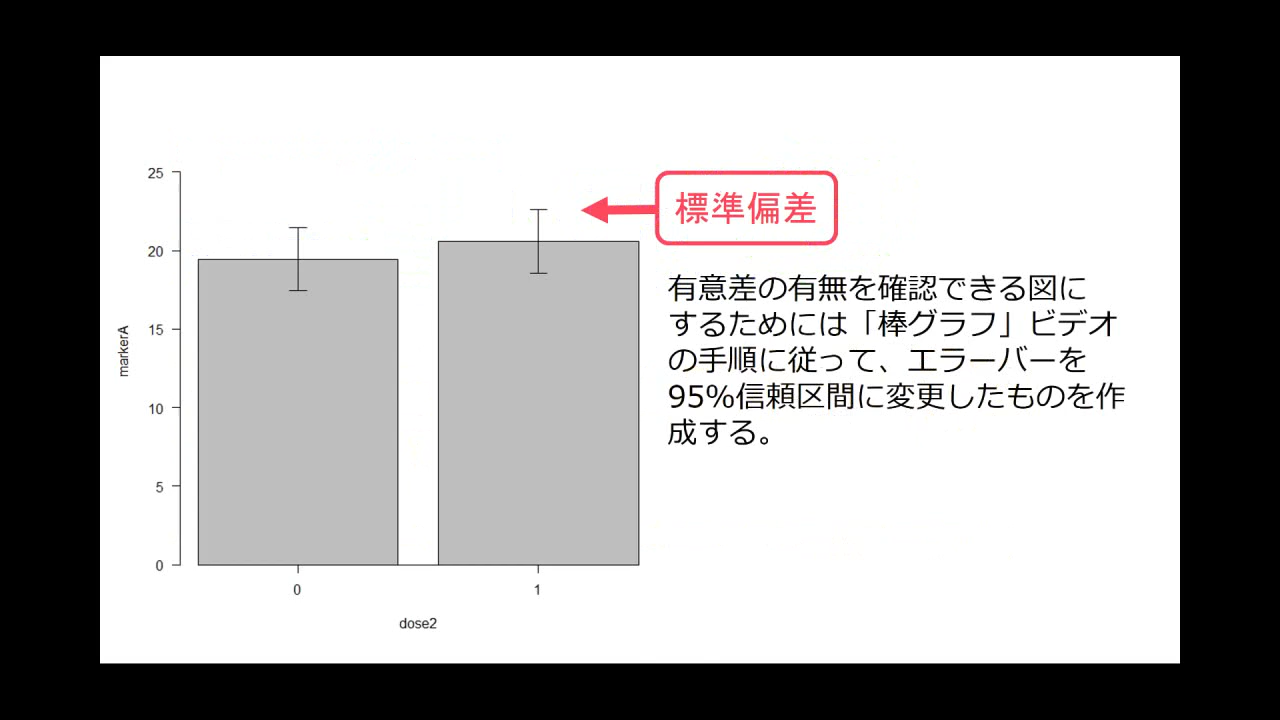 25
20
15
10
5
0
markerA
0
1
dose2
標準偏差
有意差の有無を確認できる図に
するためには「棒グラフ」ビデオ
の手順に従って、エラーバーを
95%信頼区間に変更したものを作
成する。